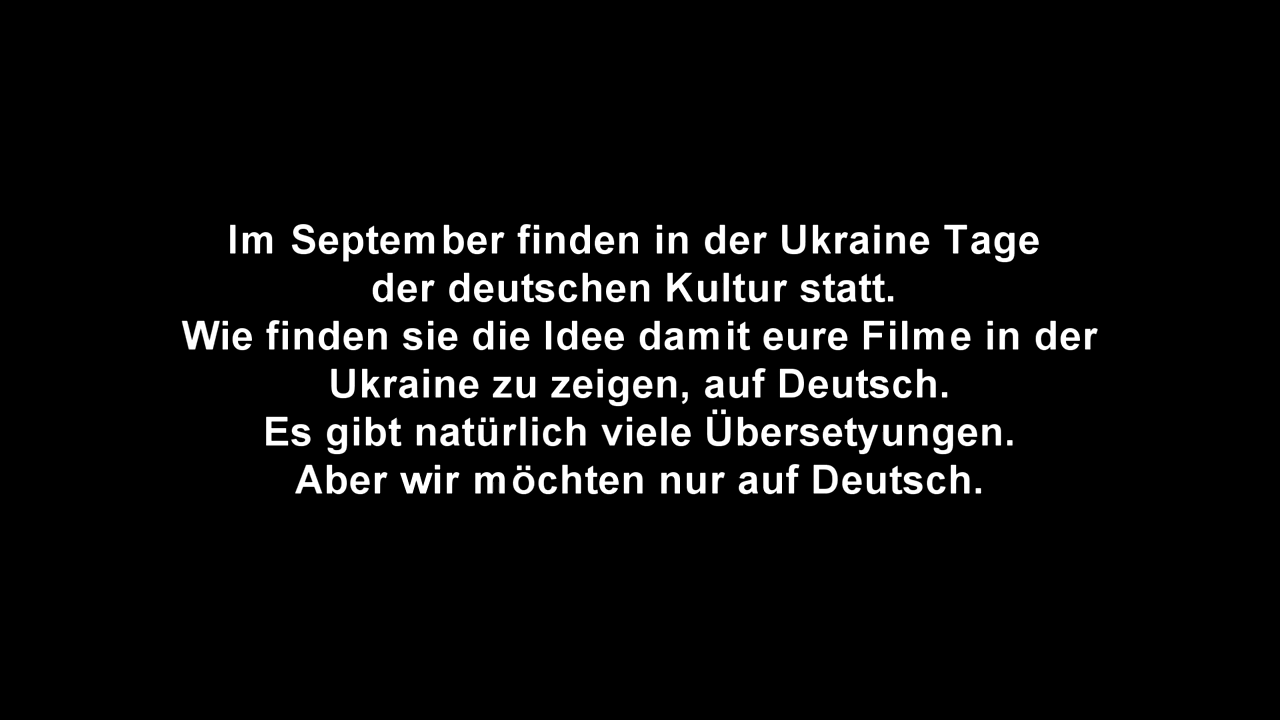 Im September finden in der Ukraine Tage
der deutschen Kultur statt.
Wie finden sie die Idee damit eure Filme in der
Ukraine zu zeigen, auf Deutsch.
Es gibt natürlich viele Übersetyungen.
Aber wir möchten nur auf Deutsch.